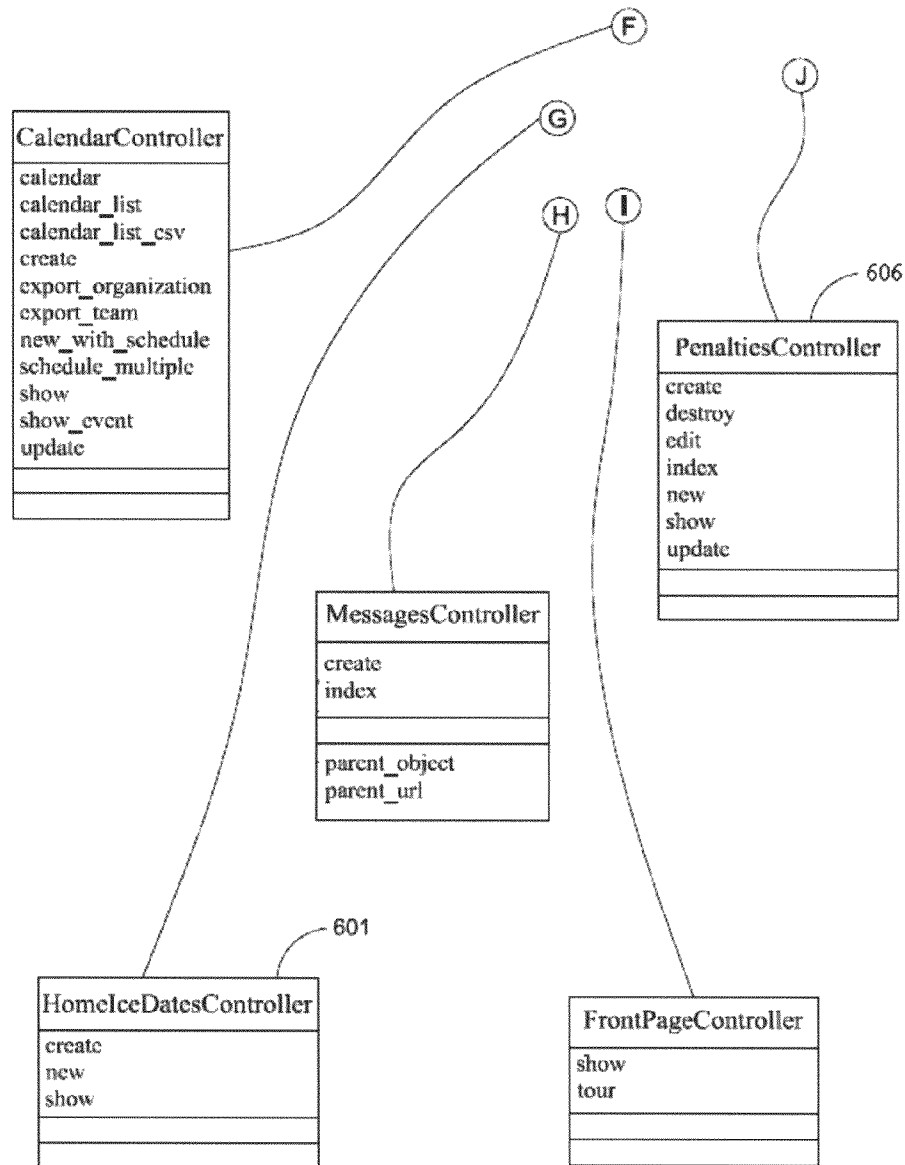 F
J
G
H
I
CalendarController
calendar
calendar_list
calendar_list_csv
create
export_organization
export_team
new_with_schedule
schedule_multiple
show
show_event
update
606
PenaltiesController
create
destroy
edit
index
new
show
update
MessagesController
create
index
parent_object
parent_url
601
HomeIceDatesController
create
new
show
FrontPageController
show
tour